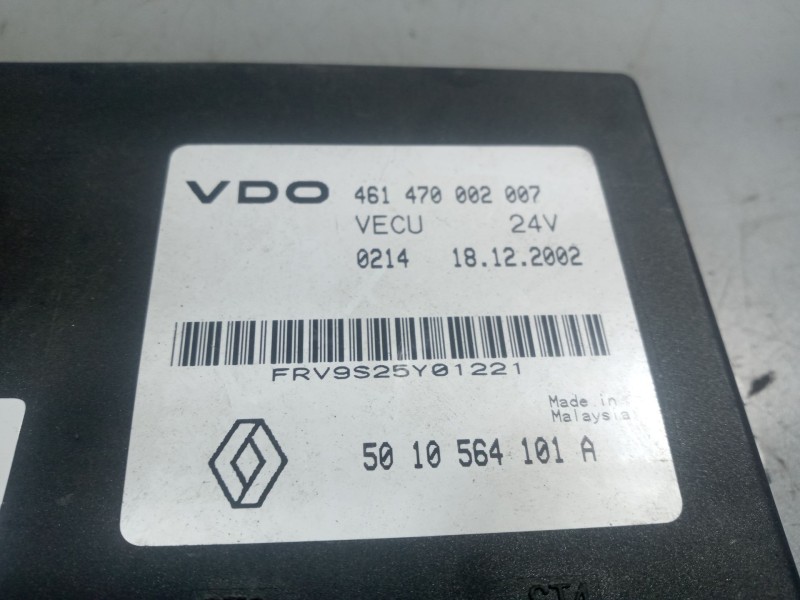 VDO 461 470 002 007
VECU 24V
0214 18.12.2002
FRV9S25Y01221
Made in
Malaysia
50 10 564 101 A